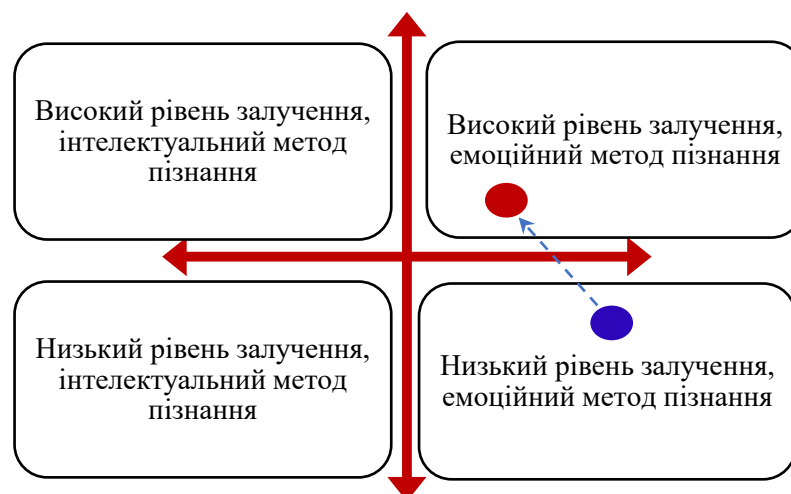 Високий рівень залучення,
інтелектуальний метод
пізнання
Високий рівень залучення,
емоційний метод пізнання
Низький рівень залучення,
інтелектуальний метод
пізнання
Низький рівень залучення,
емоційний метод пізнання